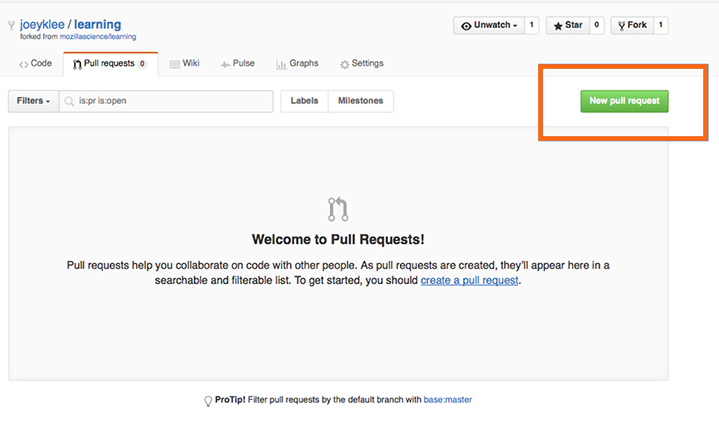 joeyklee / learning
forked from mozillascience/learning
Unwatch 1 Star 0 Fork 1
Code Pull requests 0 Wiki Pulse Graphs Settings
Filters is:pr is:open Labels Milestones New pull request
Welcome to Pull Requests!
Pull requests help you collaborate on code with other people. As pull requests are created, they'll appear here in a
searchable and filterable list. To get started, you should create a pull request.
ProTip! Filter pull requests by the default branch with base:master